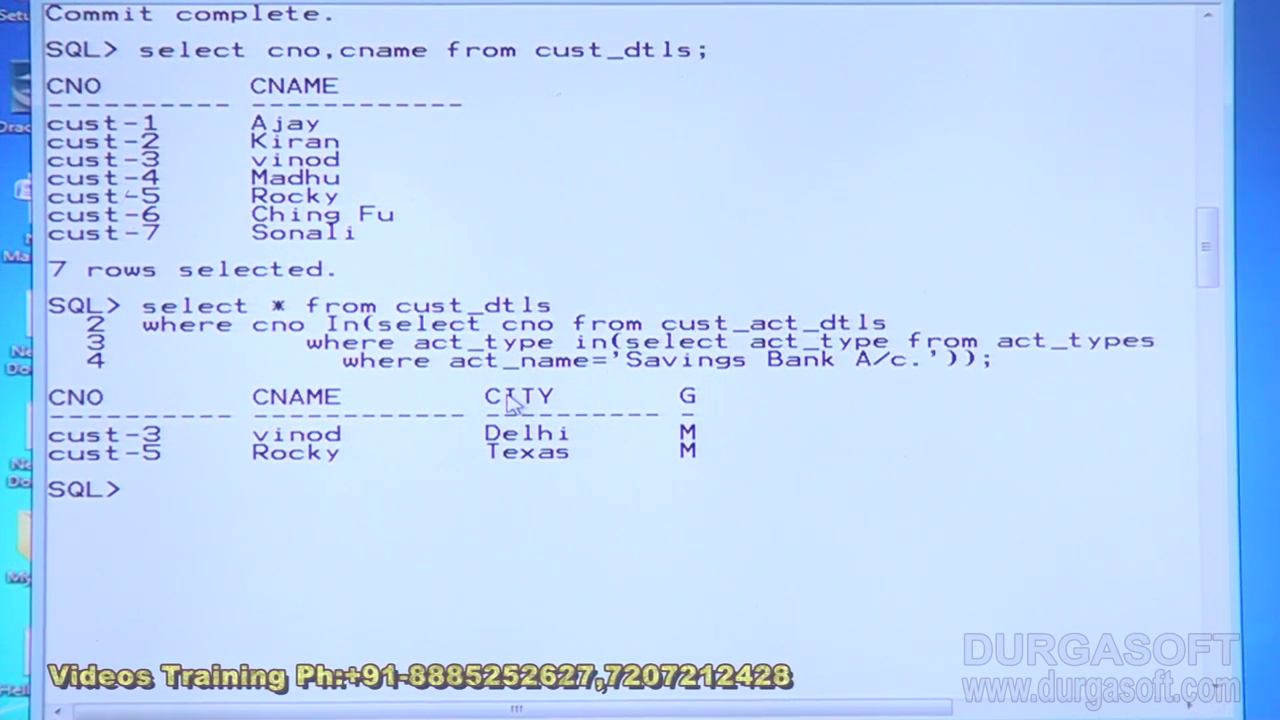 Setu
Commit complete.
SQL> select cno,cname from cust_dtls;
CNO CNAME
---------- ------------
cust-1 Ajay
cust-2 Kiran
cust-3 vinod
cust-4 Madhu
cust-5 Rocky
cust-6 Ching Fu
cust-7 Sonali
7 rows selected.
SQL> select * from cust_dtls
2 where cno In(select cno from cust_act_dtls
3 where act_type in(select act_type from act_types
4 where act_name='Savings Bank A/c.'));
CNO CNAME CITY G
---------- ------------ ---------- -
cust-3 vinod Delhi M
cust-5 Rocky Texas M
SQL>
DURGASOFT
Videos Training Ph:+91-8885252627,7207212428
www.durgasoft.com